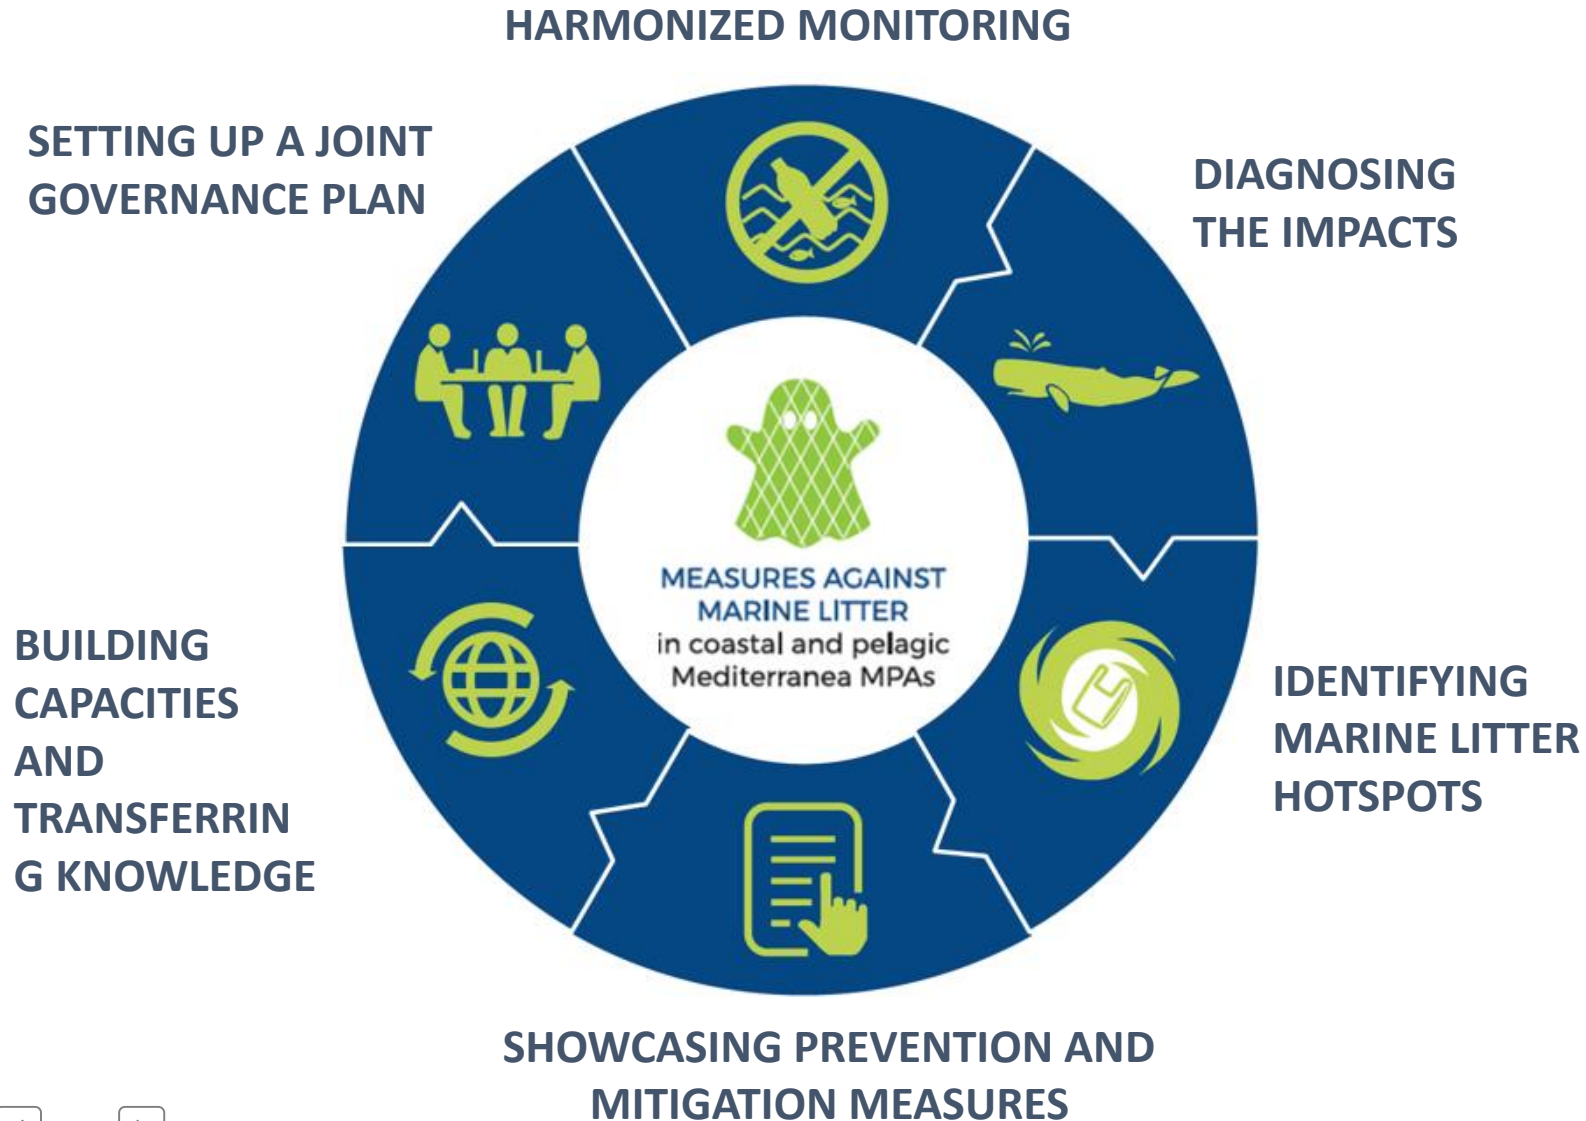 HARMONIZED MONITORING
SETTING UP A JOINT
GOVERNANCE PLAN
DIAGNOSING
THE IMPACTS
MEASURES AGAINST
MARINE LITTER
in coastal and pelagic
Mediterranea MPAs
BUILDING
CAPACITIES
AND
TRANSFERRIN
G KNOWLEDGE
IDENTIFYING
MARINE LITTER
HOTSPOTS
SHOWCASING PREVENTION AND
MITIGATION MEASURES